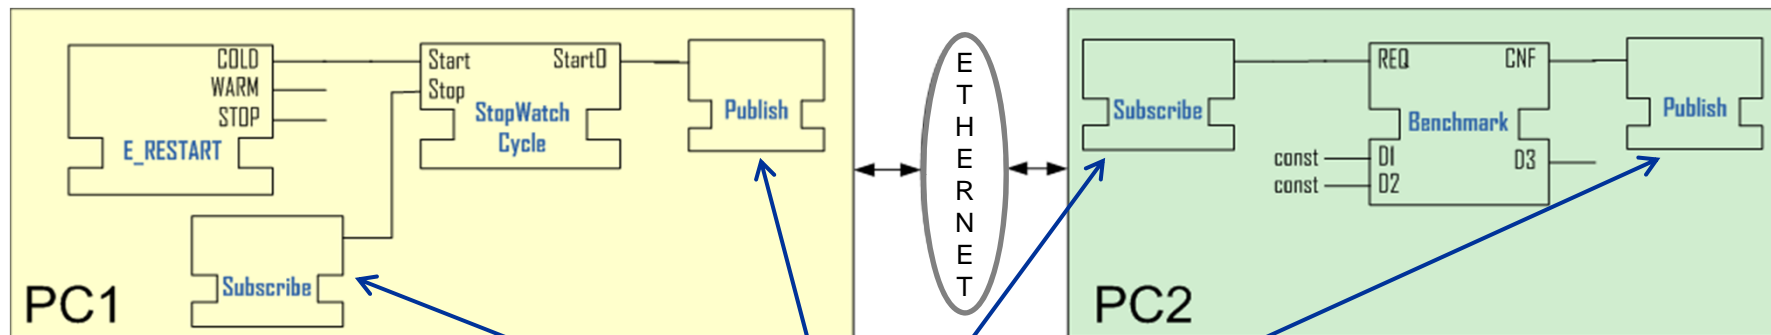 COLD
WARM
STOP
E_RESTART
Start
StartO
Stop
StopWatch
Cycle
Publish
Subscribe
PC1
E
T
H
E
R
N
E
T
Subscribe
REQ
CNF
Benchmark
const
D1
D3
const
D2
Publish
PC2